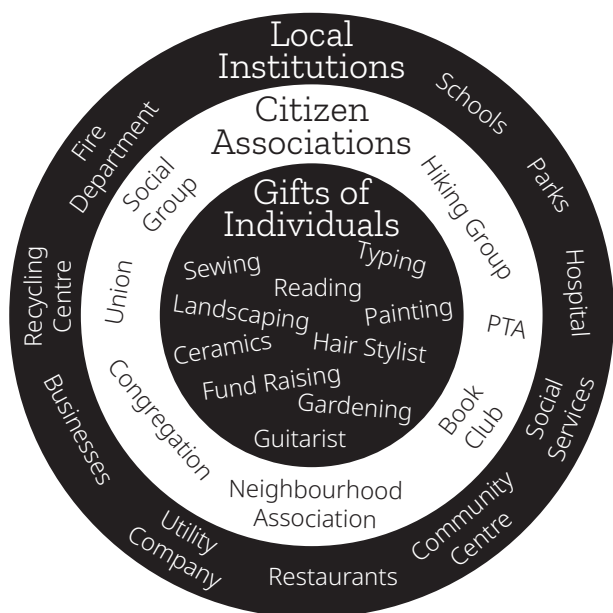 Local
Institutions
Schools
Parks
Hospital
Social
Services
Community
Centre
Restaurants
Utility
Company
Businesses
Recycling
Centre
Fire
Department
Citizen
Associations
Hiking Group
PTA
Book
Club
Neighbourhood
Association
Congregation
Union
Social
Group
Gifts of
Individuals
Sewing
Typing
Reading
Landscaping
Painting
Ceramics
Hair Stylist
Fund Raising
Gardening
Guitarist